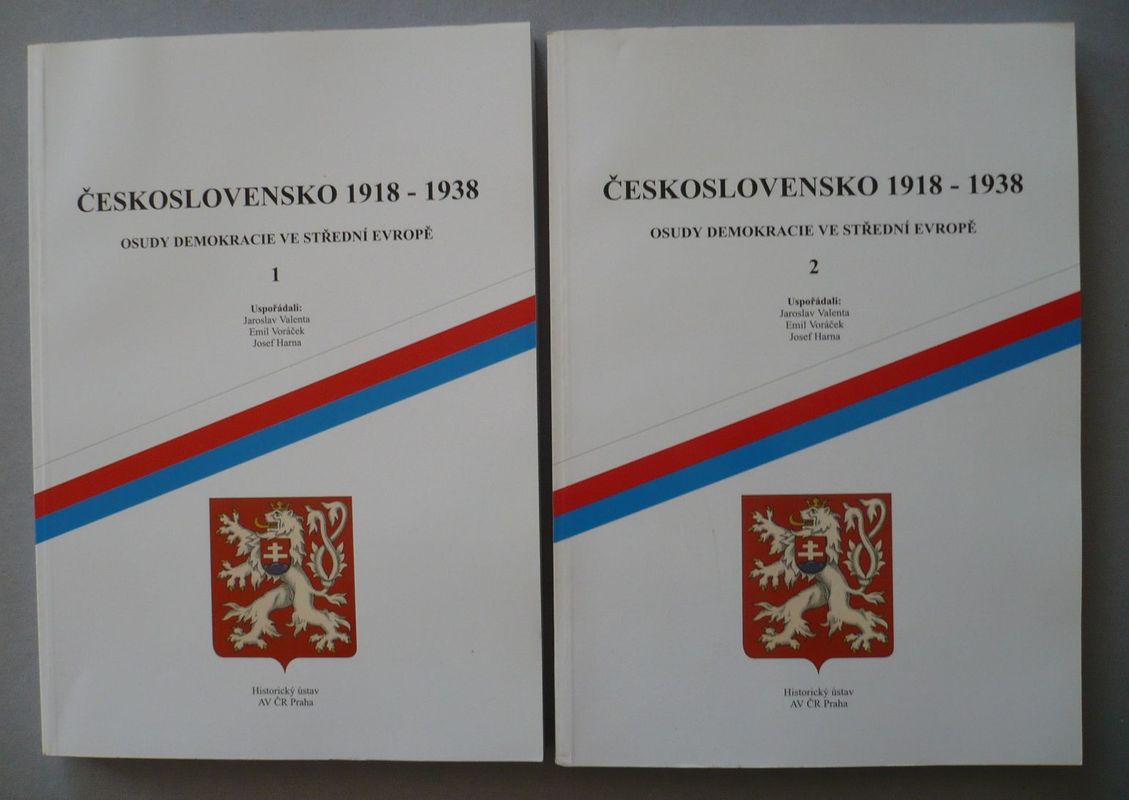 ČESKOSLOVENSKO 1918 - 1938
OSUDY DEMOKRACIE VE STŘEDNÍ EVROPĚ
1
Uspořádali:
Jaroslav Valenta
Emil Voráček
Josef Harna
Historický ústav
AV ČR Praha
ČESKOSLOVENSKO 1918 - 1938
OSUDY DEMOKRACIE VE STŘEDNÍ EVROPĚ
2
Uspořádali:
Jaroslav Valenta
Emil Voráček
Josef Harna
Historický ústav
AV ČR Praha